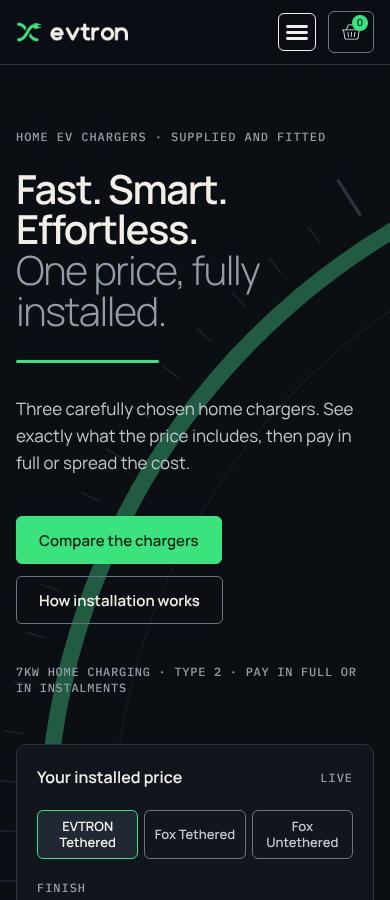 evtron
0
HOME EV CHARGERS · SUPPLIED AND FITTED
Fast. Smart.
Effortless.
One price, fully
installed.
Three carefully chosen home chargers. See
exactly what the price includes, then pay in
full or spread the cost.
Compare the chargers
How installation works
7KW HOME CHARGING · TYPE 2 · PAY IN FULL OR
IN INSTALMENTS
Your installed price
LIVE
EVTRON
Tethered
Fox Tethered
Fox
Untethered
FINISH